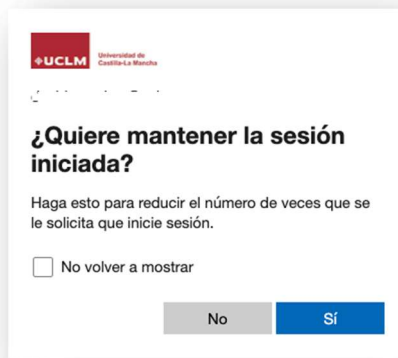 UCLM
Universidad de
Castilla-La Mancha
¿Quiere mantener la sesión
iniciada?
Haga esto para reducir el número de veces que se
le solicita que inicie sesión.
No volver a mostrar
No
Sí